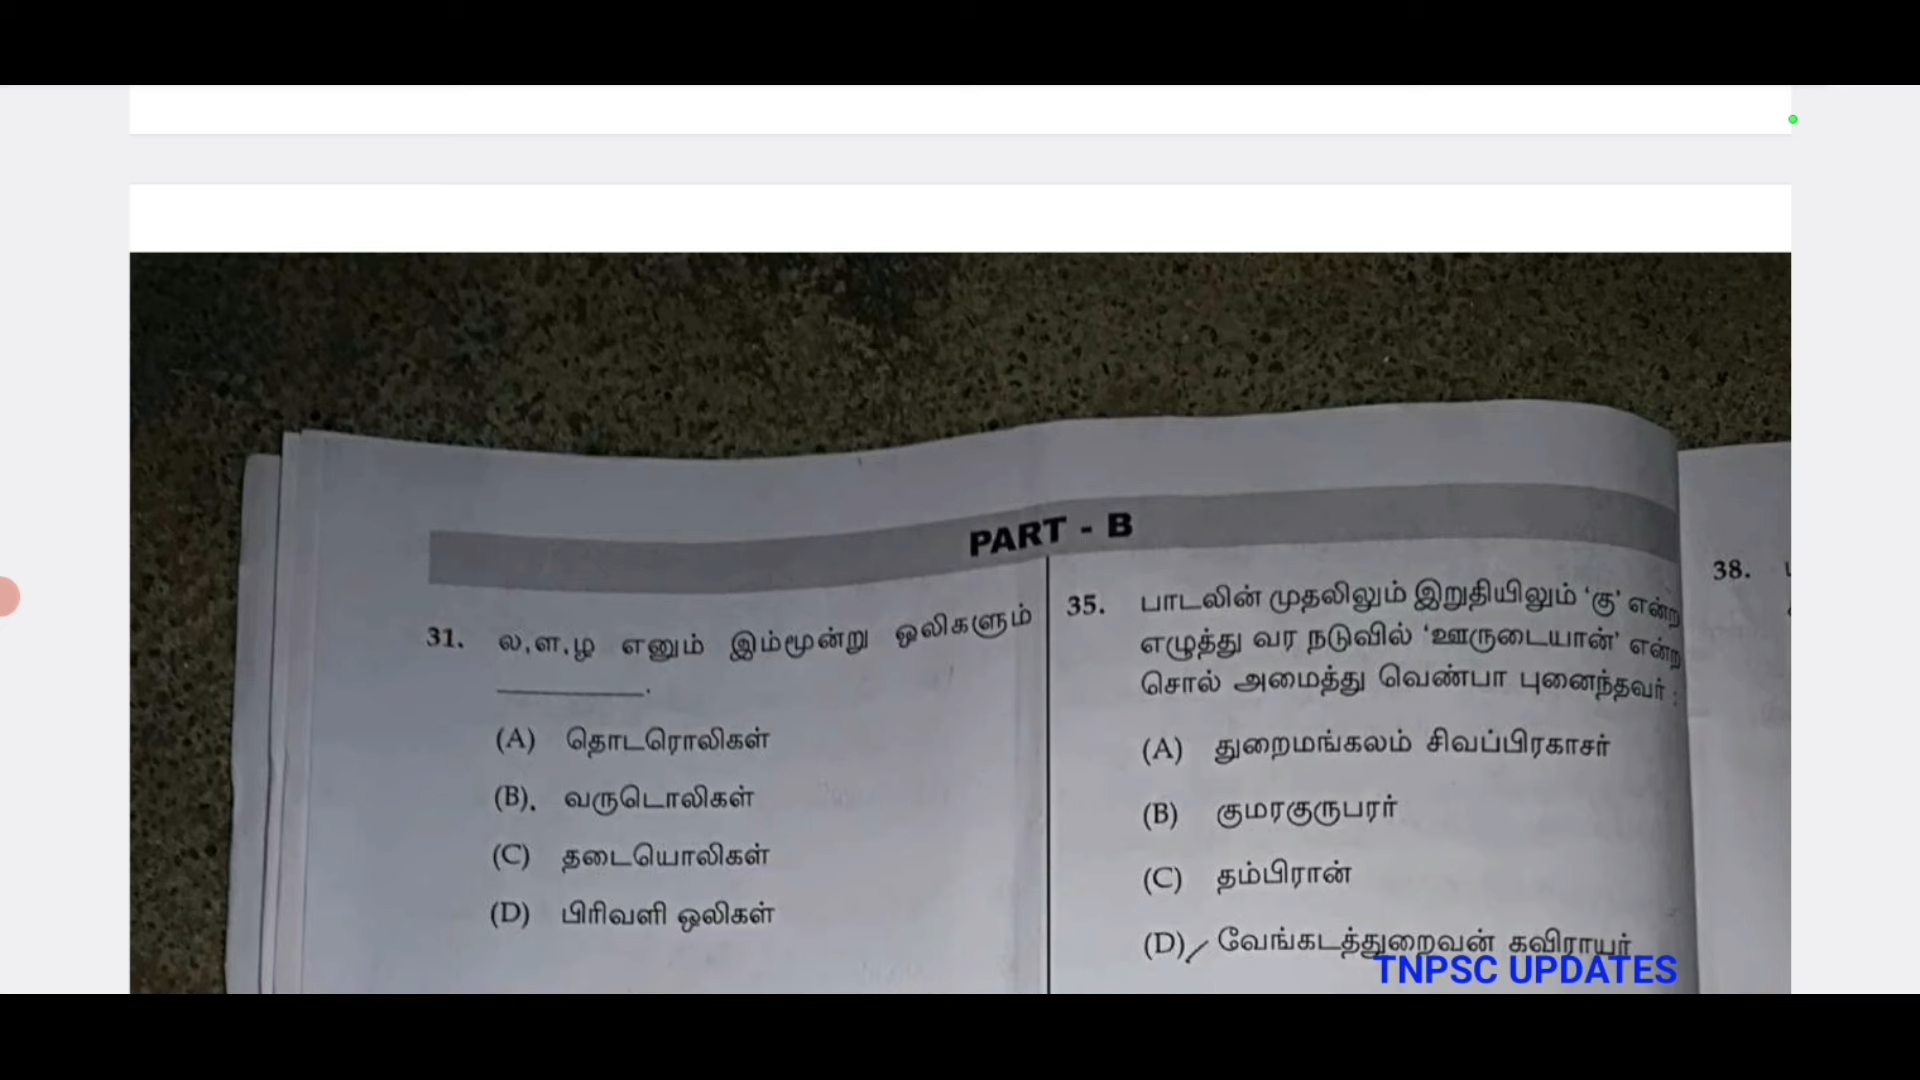 PART - B
31. ல,ள,ழ எனும் இம்மூன்று ஒலிகளும்
__________.
(A) தொடரொலிகள்
(B). வருடொலிகள்
(C) தடையொலிகள்
(D) பிரிவளி ஒலிகள்
35. பாடலின் முதலிலும் இறுதியிலும் ‘கு’ என்ற
எழுத்து வர நடுவில் ‘ஊருடையான்’ என்ற
சொல் அமைத்து வெண்பா புனைந்தவர் :
(A) துறைமங்கலம் சிவப்பிரகாசர்
(B) குமரகுருபரர்
(C) தம்பிரான்
(D) வேங்கடத்துறைவன் கவிராயர்
38.
TNPSC UPDATES